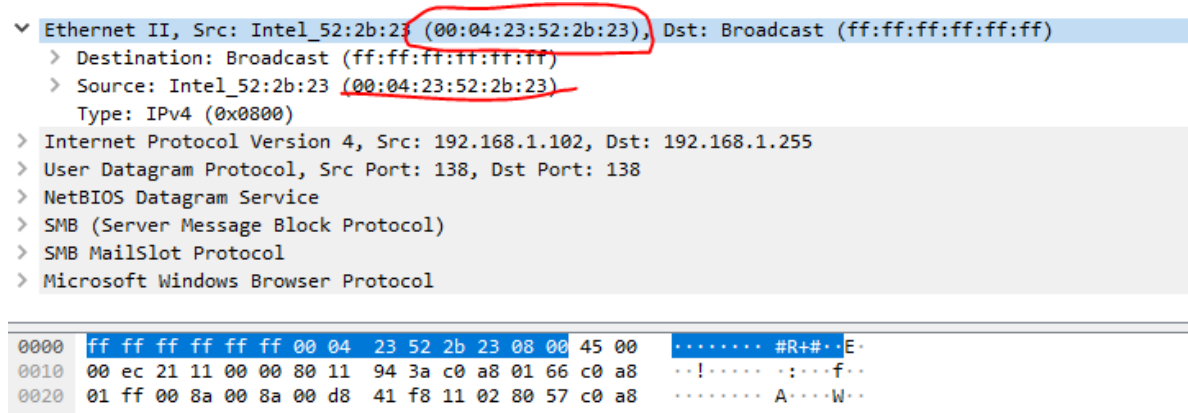 Ethernet II, Src: Intel_52:2b:23 (00:04:23:52:2b:23), Dst: Broadcast (ff:ff:ff:ff:ff:ff)
Destination: Broadcast (ff:ff:ff:ff:ff:ff)
Source: Intel_52:2b:23 (00:04:23:52:2b:23)
Type: IPv4 (0x0800)
Internet Protocol Version 4, Src: 192.168.1.102, Dst: 192.168.1.255
User Datagram Protocol, Src Port: 138, Dst Port: 138
NetBIOS Datagram Service
SMB (Server Message Block Protocol)
SMB MailSlot Protocol
Microsoft Windows Browser Protocol
0000 ff ff ff ff ff ff 00 04 23 52 2b 23 08 00 45 00 ········ #R+#··E·
0010 00 ec 21 11 00 00 80 11 94 3a c0 a8 01 66 c0 a8 ··!····· ·:···f··
0020 01 ff 00 8a 00 8a 00 d8 41 f8 11 02 80 57 c0 a8 ········ A····W··